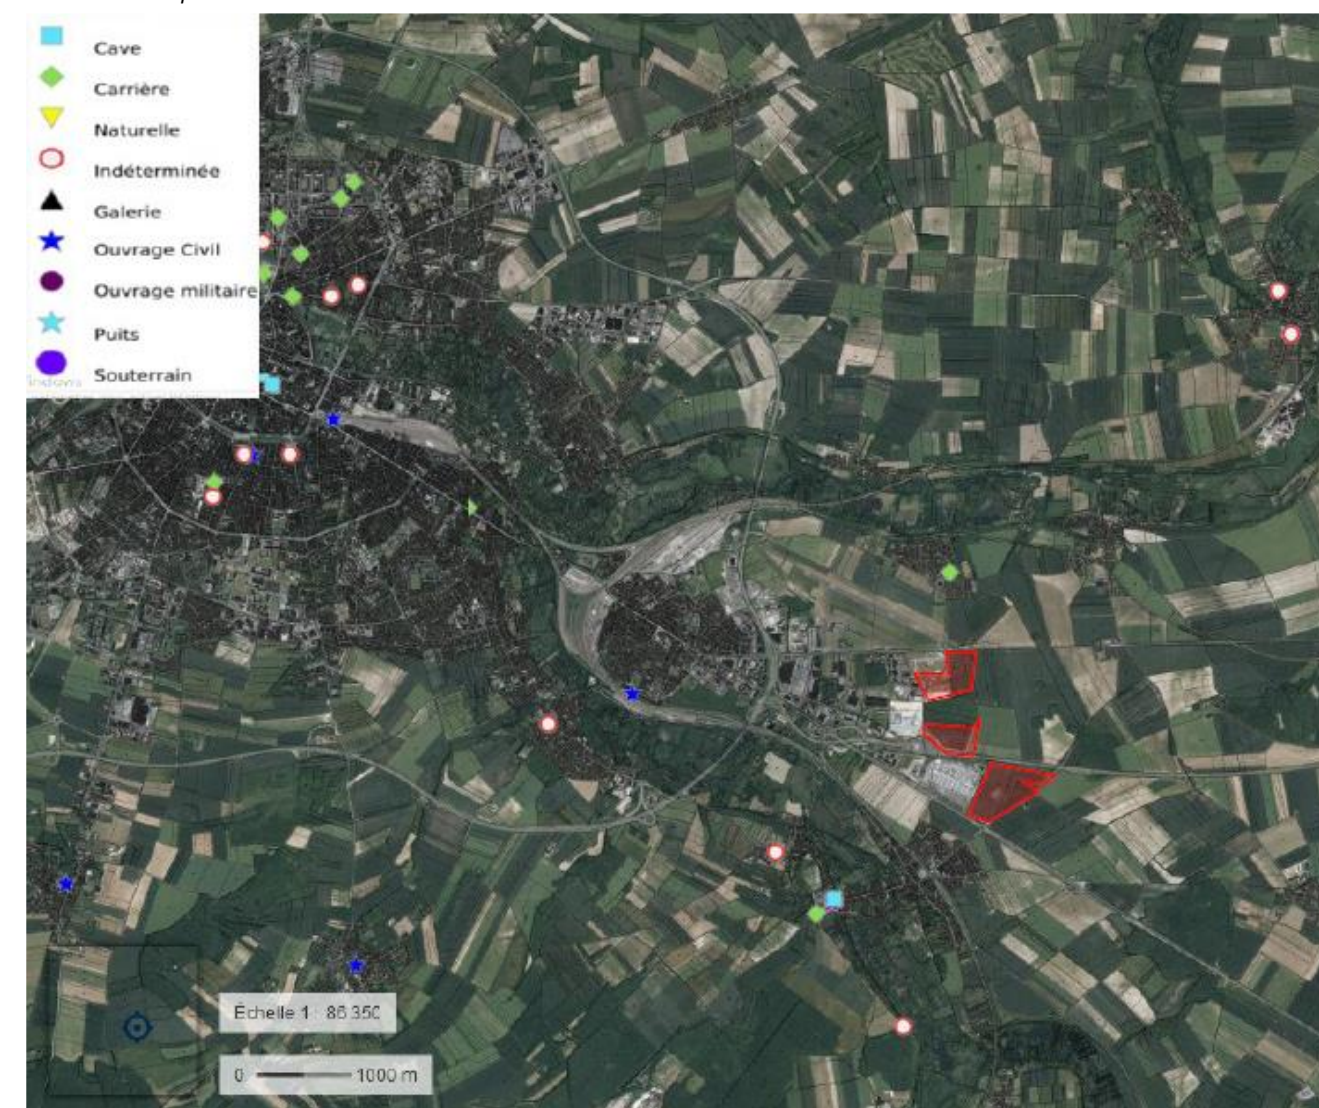 Cave
Carrière
Naturelle
Indéterminée
Galerie
Ouvrage Civil
Ouvrage militaire
Puits
Souterrain
Échelle 1 : 86 350
0 1000 m